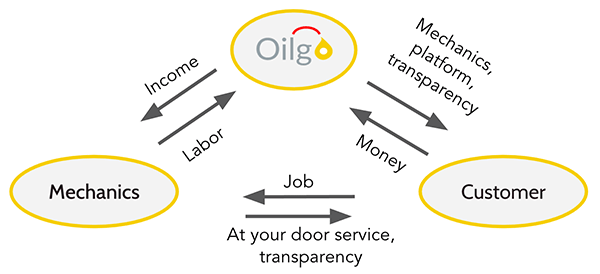 Oilgo
Income
Labor
Mechanics,
platform,
transparency
Money
Mechanics
Job
At your door service,
transparency
Customer